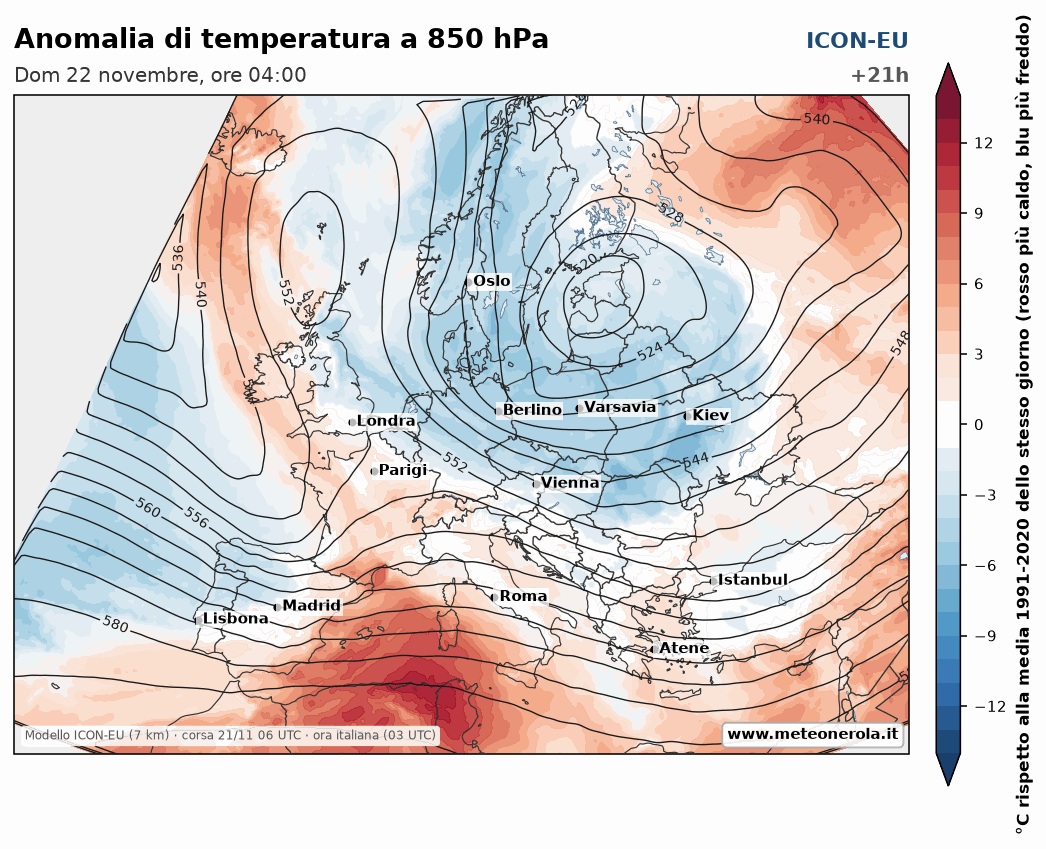 Anomalia di temperatura a 850 hPa
ICON-EU
Dom 22 novembre, ore 04:00
+21h
540
528
536
540
552
520
524
548
Oslo
Berlino
Varsavia
Kiev
Londra
552
544
Parigi
Vienna
560
556
Istanbul
Roma
Madrid
Lisbona
580
Atene
Modello ICON-EU (7 km) · corsa 21/11 06 UTC · ora italiana (03 UTC)
www.meteonerola.it
12
9
6
3
0
−3
−6
−9
−12
°C rispetto alla media 1991-2020 dello stesso giorno (rosso più caldo, blu più freddo)